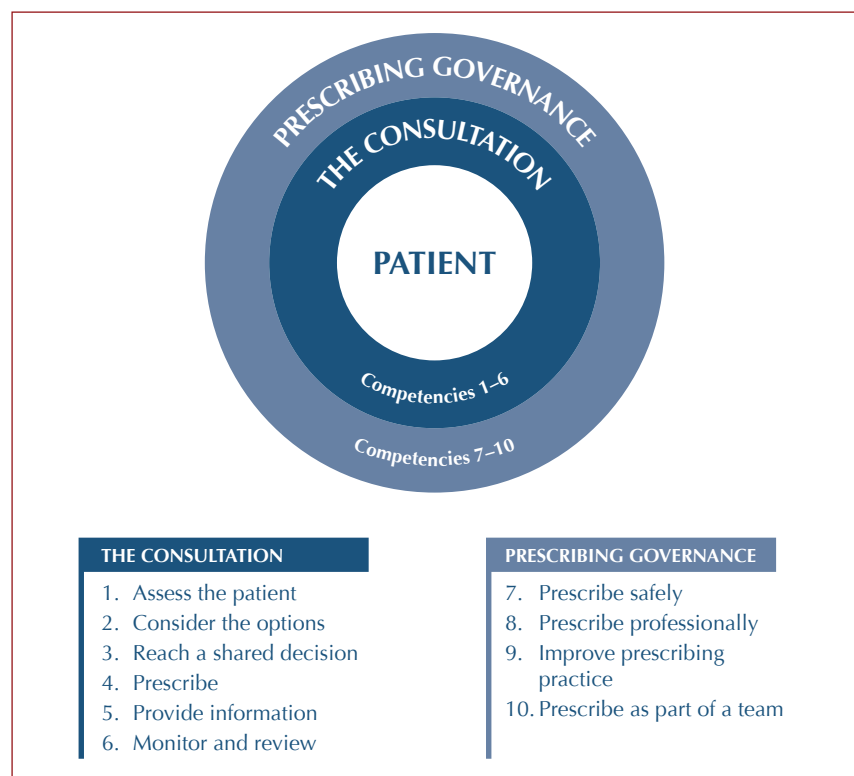 PRESCRIBING GOVERNANCE
THE CONSULTATION
PATIENT
Competencies 1–6
Competencies 7–10
THE CONSULTATION
1. Assess the patient
2. Consider the options
3. Reach a shared decision
4. Prescribe
5. Provide information
6. Monitor and review
PRESCRIBING GOVERNANCE
7. Prescribe safely
8. Prescribe professionally
9. Improve prescribing
practice
10. Prescribe as part of a team